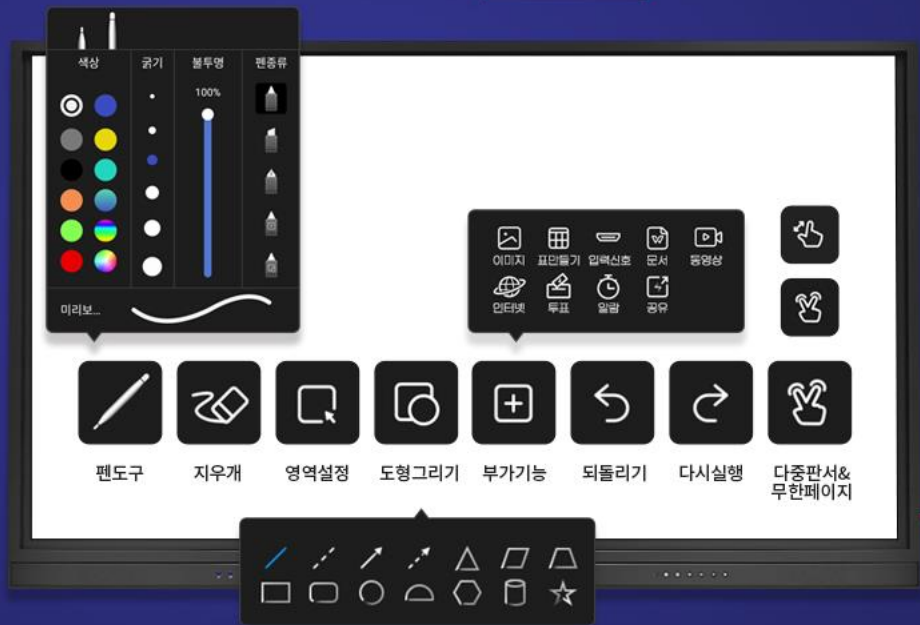 색상 굵기 불투명 펜종류
100%
미리보...
이미지 표만들기 입력신호 문서 동영상
인터넷 투표 알람 공유
펜도구 지우개 영역설정 도형그리기 부가기능 되돌리기 다시실행 다중판서&
무한페이지